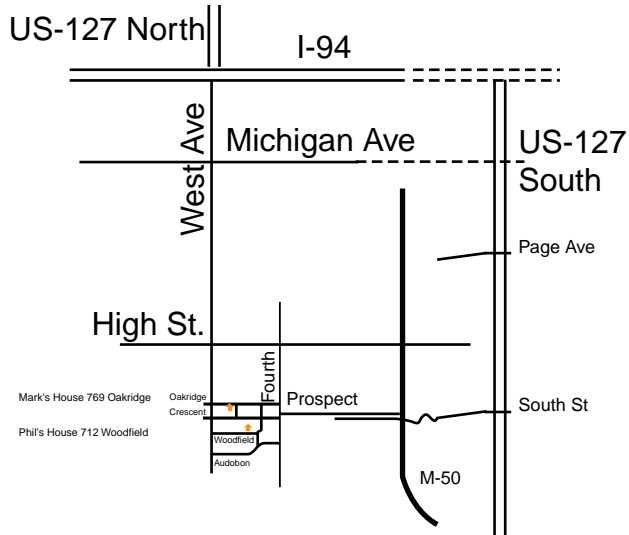 US-127 North
I-94
West Ave
Michigan Ave
US-127
South
Page Ave
High St.
Fourth
Mark's House 769 Oakridge
Oakridge
Prospect
Crescent
South St
Phil's House 712 Woodfield
Woodfield
Audobon
M-50